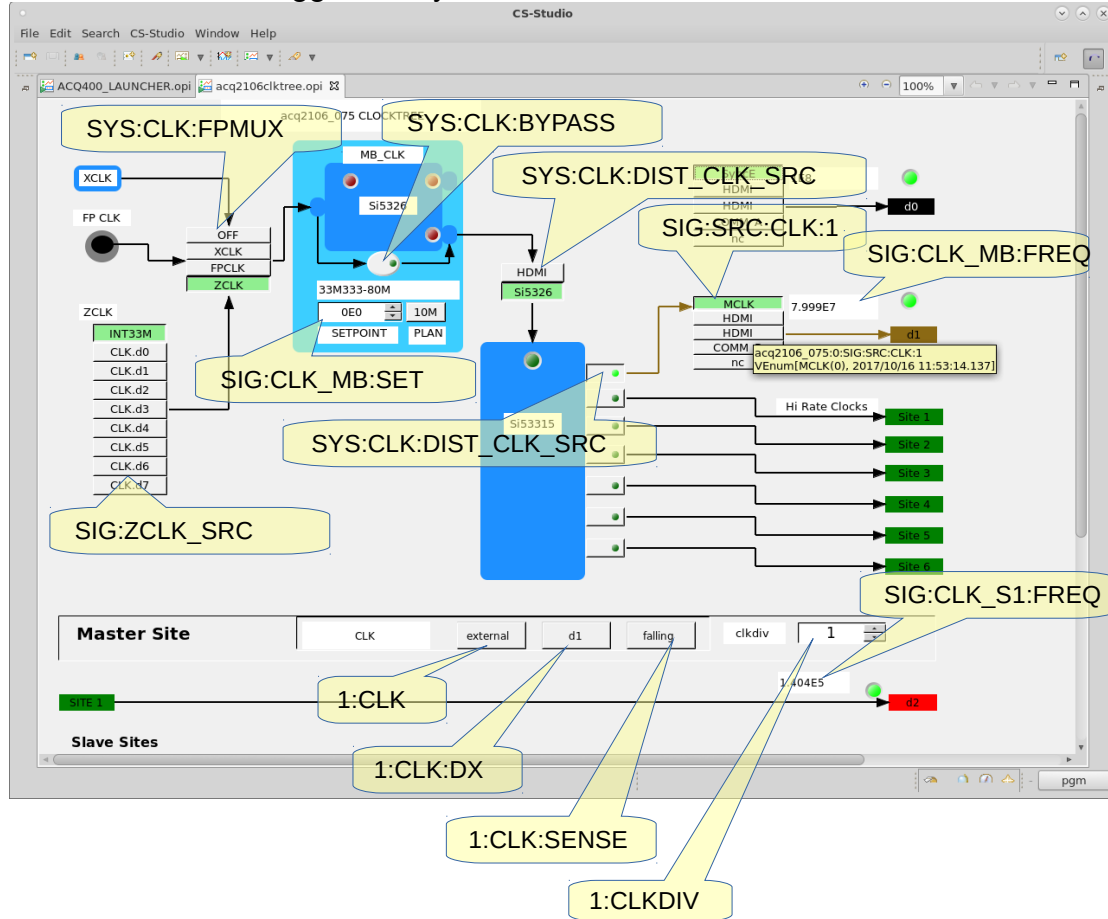 CS-Studio
File Edit Search CS-Studio Window Help
ACQ400_LAUNCHER.opi
acq2106clktree.opi
100%
acq2106_075 CLOCKTREE
SYS:CLK:FPMUX
SYS:CLK:BYPASS
MB_CLK
SYS:CLK:DIST_CLK_SRC
XCLK
Si5326
HDMI
HDMI
nc
d0
FP CLK
OFF
XCLK
FPCLK
ZCLK
SIG:SRC:CLK:1
SIG:CLK_MB:FREQ
HDMI
Si5326
33M333-80M
0E0
10M
SETPOINT
PLAN
MCLK
7.999E7
HDMI
HDMI
d1
COMM
nc
acq2106_075:0:SIG:SRC:CLK:1
VEnum[MCLK(0), 2017/10/16 11:53:14.137]
ZCLK
INT33M
CLK.d0
CLK.d1
CLK.d2
CLK.d3
CLK.d4
CLK.d5
CLK.d6
CLK.d7
SIG:CLK_MB:SET
SYS:CLK:DIST_CLK_SRC
Si53315
Hi Rate Clocks
Site 1
Site 2
Site 3
Site 4
Site 5
Site 6
SIG:ZCLK_SRC
SIG:CLK_S1:FREQ
Master Site
CLK
external
d1
falling
clkdiv
1
1:CLK
1.404E5
SITE 1
d2
Slave Sites
1:CLK:DX
pgm
1:CLK:SENSE
1:CLKDIV